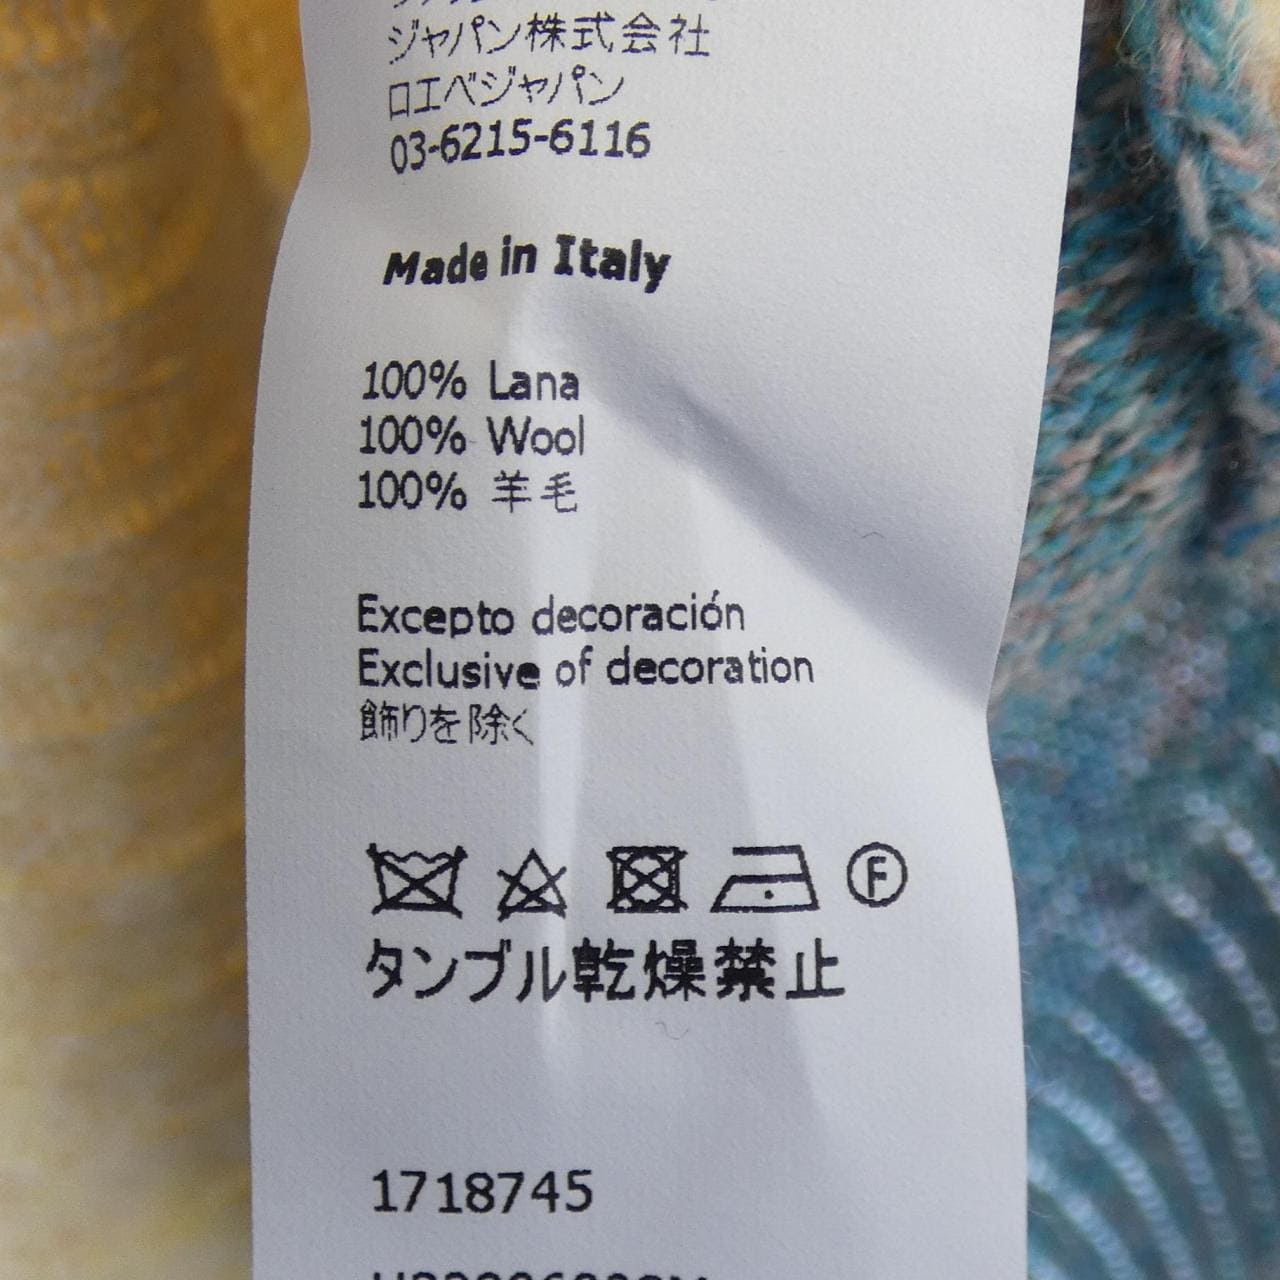 ジャパン株式会社
ロエベジャパン
03-6215-6116
Made in Italy
100% Lana
100% Wool
100% 羊毛
Excepto decoración
Exclusive of decoration
飾りを除く
F
タンブル乾燥禁止
1718745